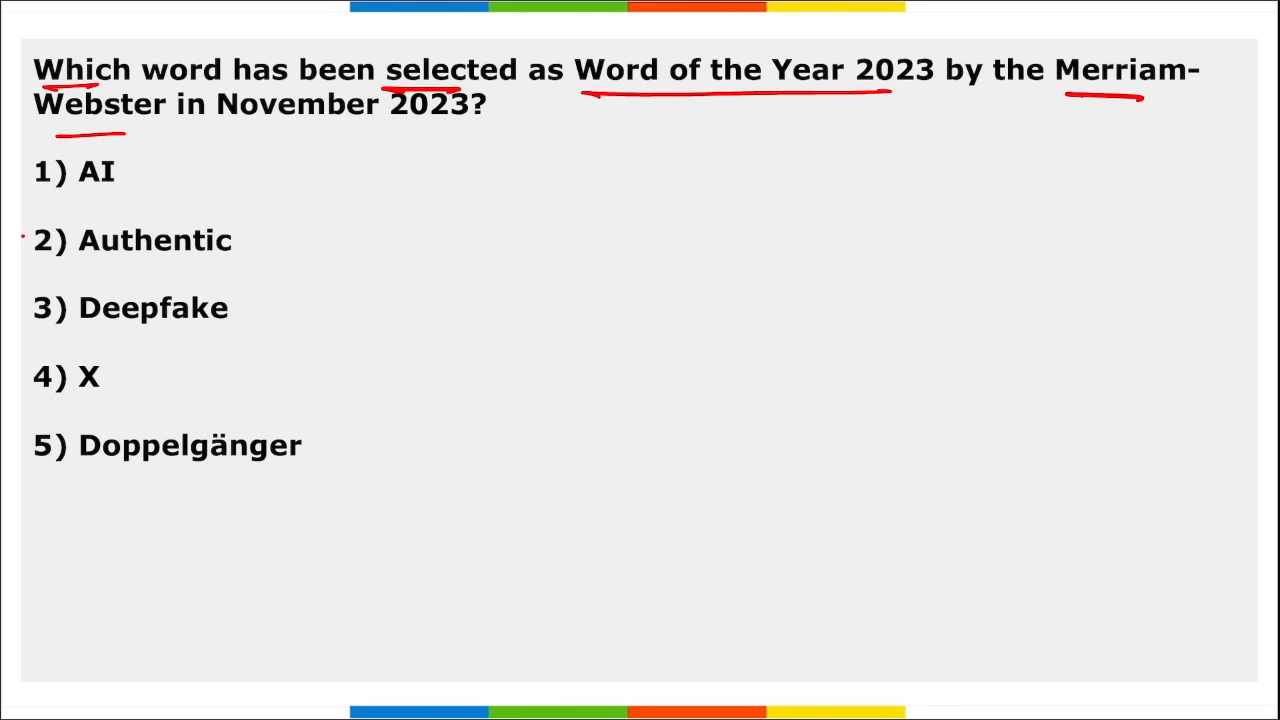 Which word has been selected as Word of the Year 2023 by the Merriam-
Webster in November 2023?
1) AI
2) Authentic
3) Deepfake
4) X
5) Doppelgänger